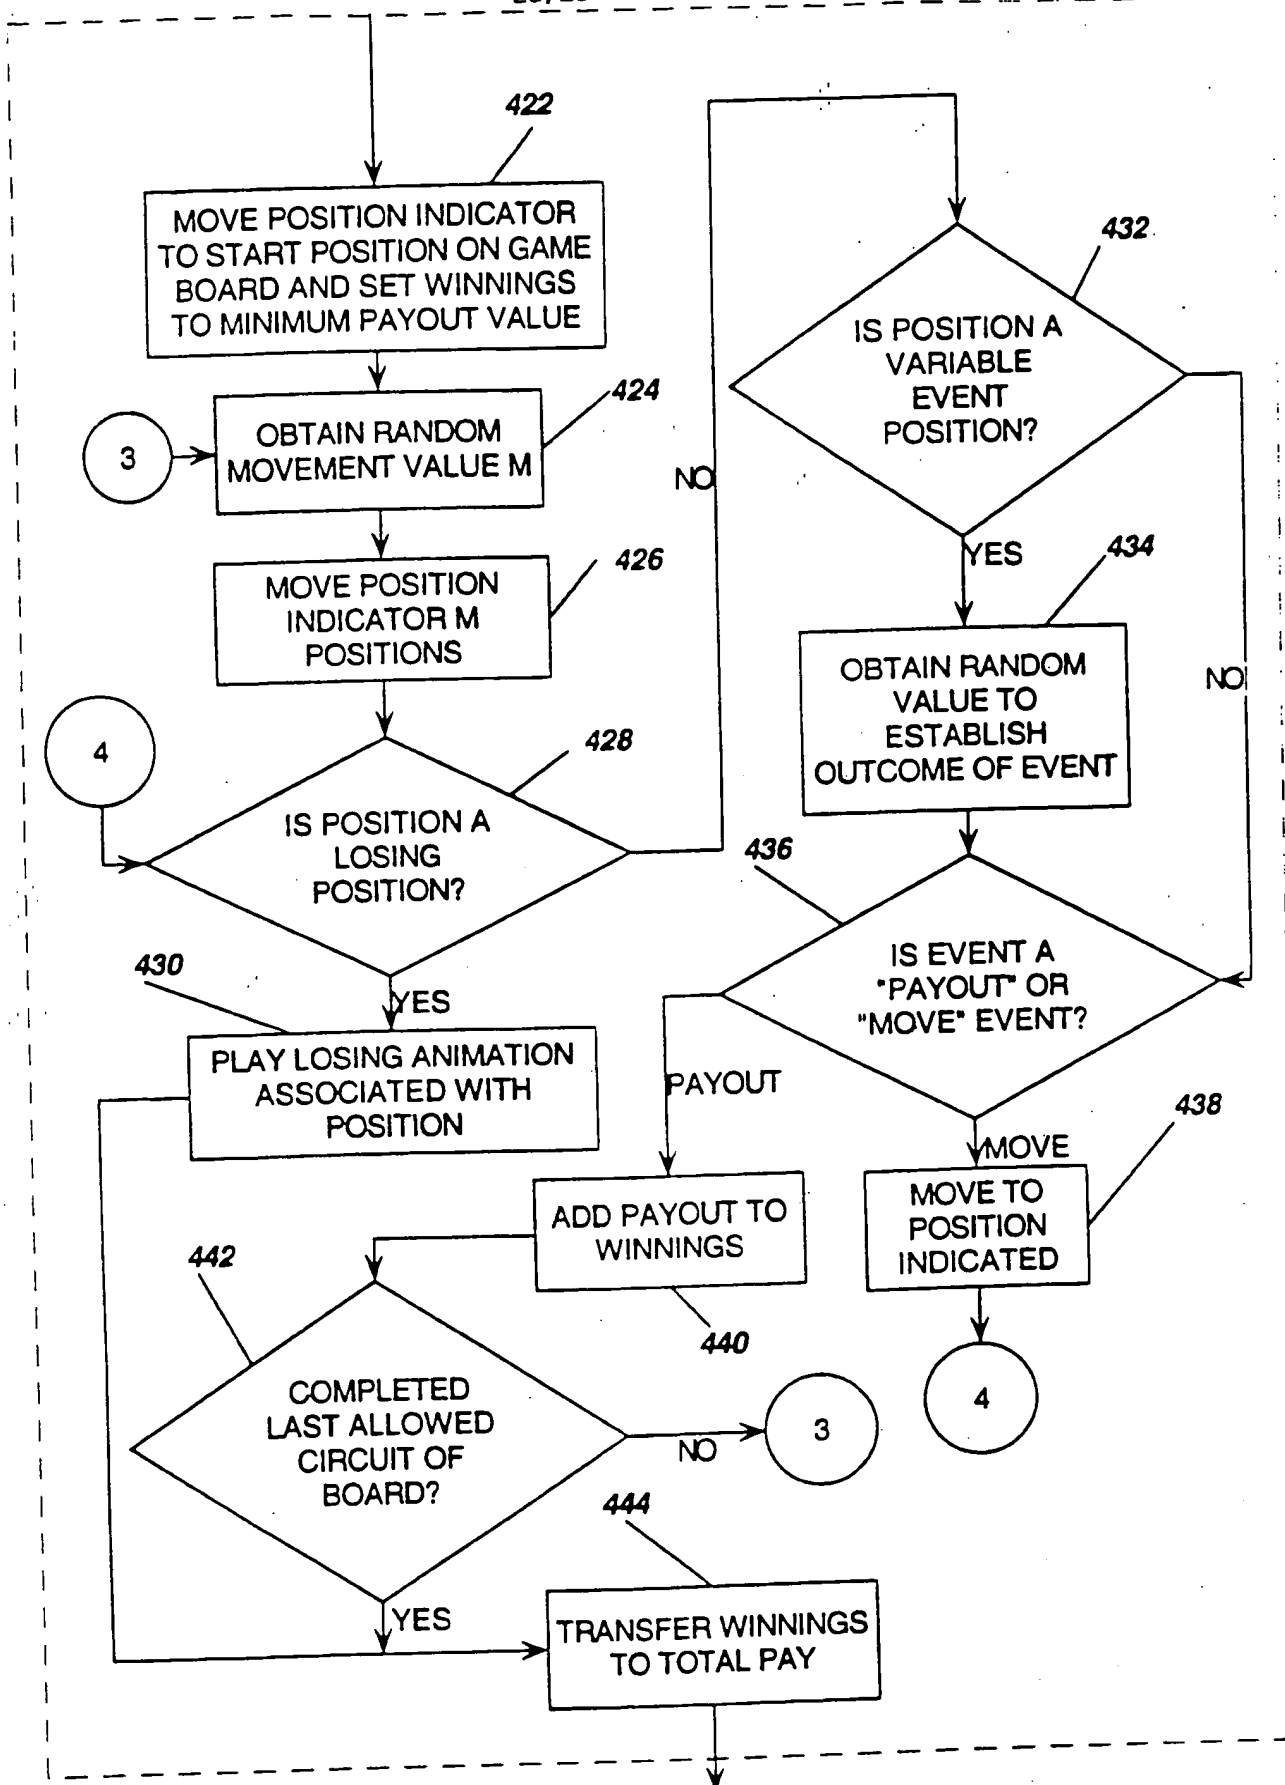 422
MOVE POSITION INDICATOR
TO START POSITION ON GAME
BOARD AND SET WINNINGS
TO MINIMUM PAYOUT VALUE
424
3
OBTAIN RANDOM
MOVEMENT VALUE M
426
MOVE POSITION
INDICATOR M
POSITIONS
4
428
IS POSITION A
LOSING
POSITION?
NO
430
YES
PLAY LOSING ANIMATION
ASSOCIATED WITH
POSITION
432
IS POSITION A
VARIABLE
EVENT
POSITION?
YES
NO
434
OBTAIN RANDOM
VALUE TO
ESTABLISH
OUTCOME OF EVENT
436
IS EVENT A
"PAYOUT" OR
"MOVE" EVENT?
PAYOUT
MOVE
438
MOVE TO
POSITION
INDICATED
4
ADD PAYOUT TO
WINNINGS
440
442
COMPLETED
LAST ALLOWED
CIRCUIT OF
BOARD?
NO
3
YES
444
TRANSFER WINNINGS
TO TOTAL PAY